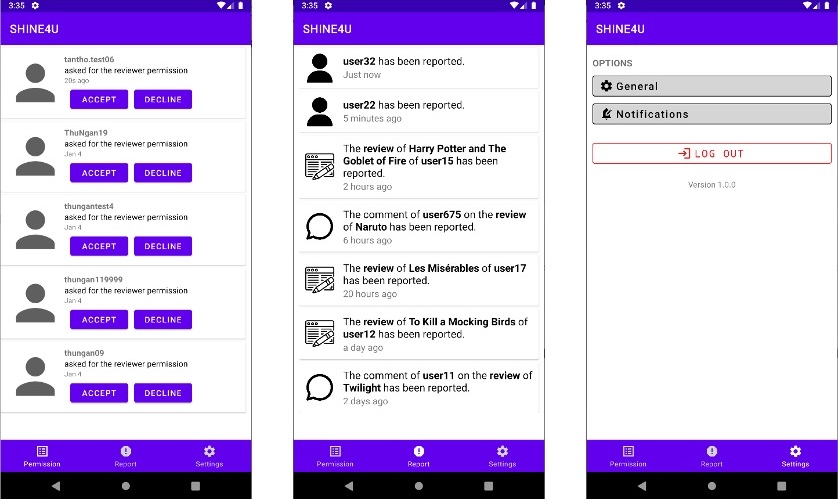 3:35
SHINE4U
tantho.test06
asked for the reviewer permission
20s ago
ACCEPT DECLINE
ThuNgan19
asked for the reviewer permission
Jan 4
ACCEPT DECLINE
thungantest4
asked for the reviewer permission
Jan 4
ACCEPT DECLINE
thungan119999
asked for the reviewer permission
Jan 4
ACCEPT DECLINE
thungan09
asked for the reviewer permission
Jan 4
ACCEPT DECLINE
Permission Report Settings
3:35
SHINE4U
user32 has been reported.
Just now
user22 has been reported.
5 minutes ago
The review of Harry Potter and The
Goblet of Fire of user15 has been
reported.
2 hours ago
The comment of user675 on the review
of Naruto has been reported.
6 hours ago
The review of Les Misérables of user17
has been reported.
20 hours ago
The review of To Kill a Mocking Birds of
user12 has been reported.
a day ago
The comment of user11 on the review of
Twilight has been reported.
2 days ago
Permission Report Settings
3:35
SHINE4U
OPTIONS
General
Notifications
LOG OUT
Version 1.0.0
Permission Report Settings